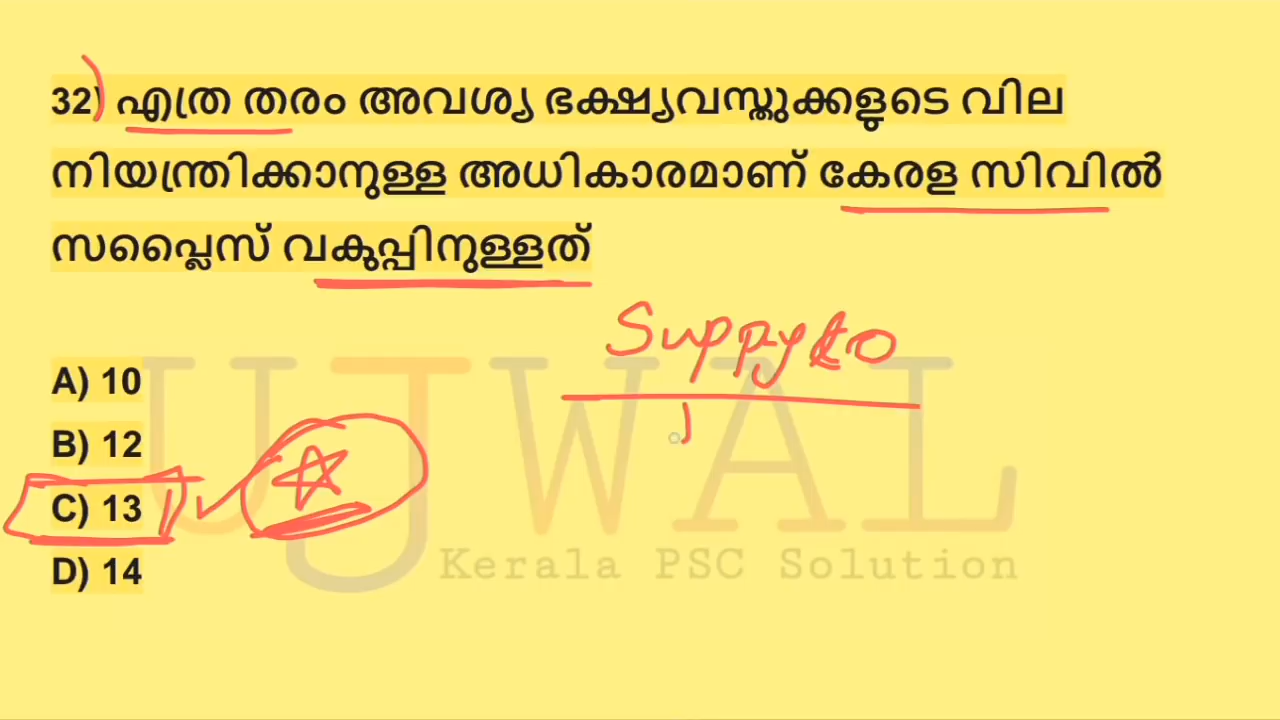 32) എത്ര തരം അവശ്യ ഭക്ഷ്യവസ്തുക്കളുടെ വില
നിയന്ത്രിക്കാനുള്ള അധികാരമാണ് കേരള സിവിൽ
സപ്ലൈസ് വകുപ്പിനുള്ളത്
Suppyko
A) 10
B) 12
C) 13
D) 14
UJWAL
Kerala PSC Solution